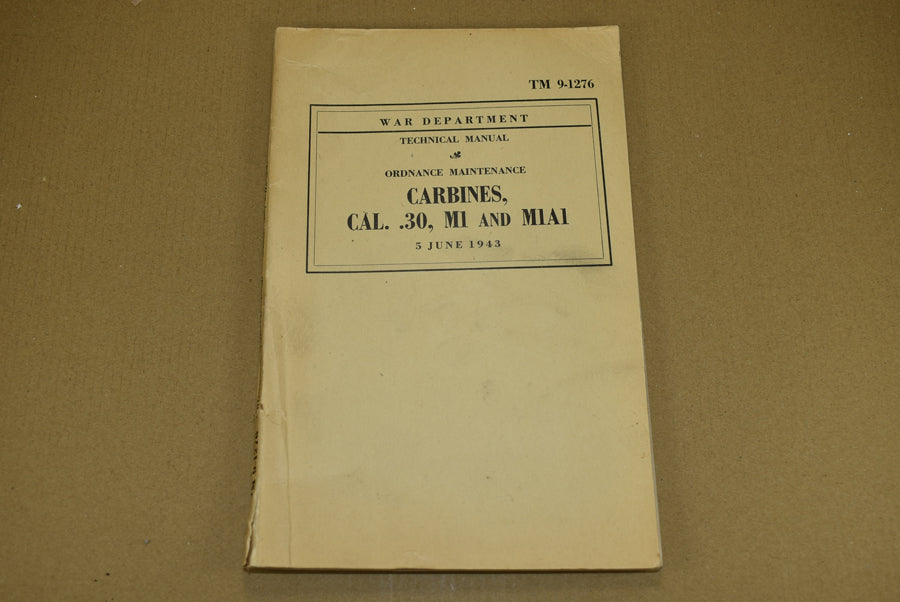 TM 9-1276
WAR DEPARTMENT
TECHNICAL MANUAL
ORDNANCE MAINTENANCE
CARBINES,
CAL. .30, M1 AND M1A1
5 JUNE 1943